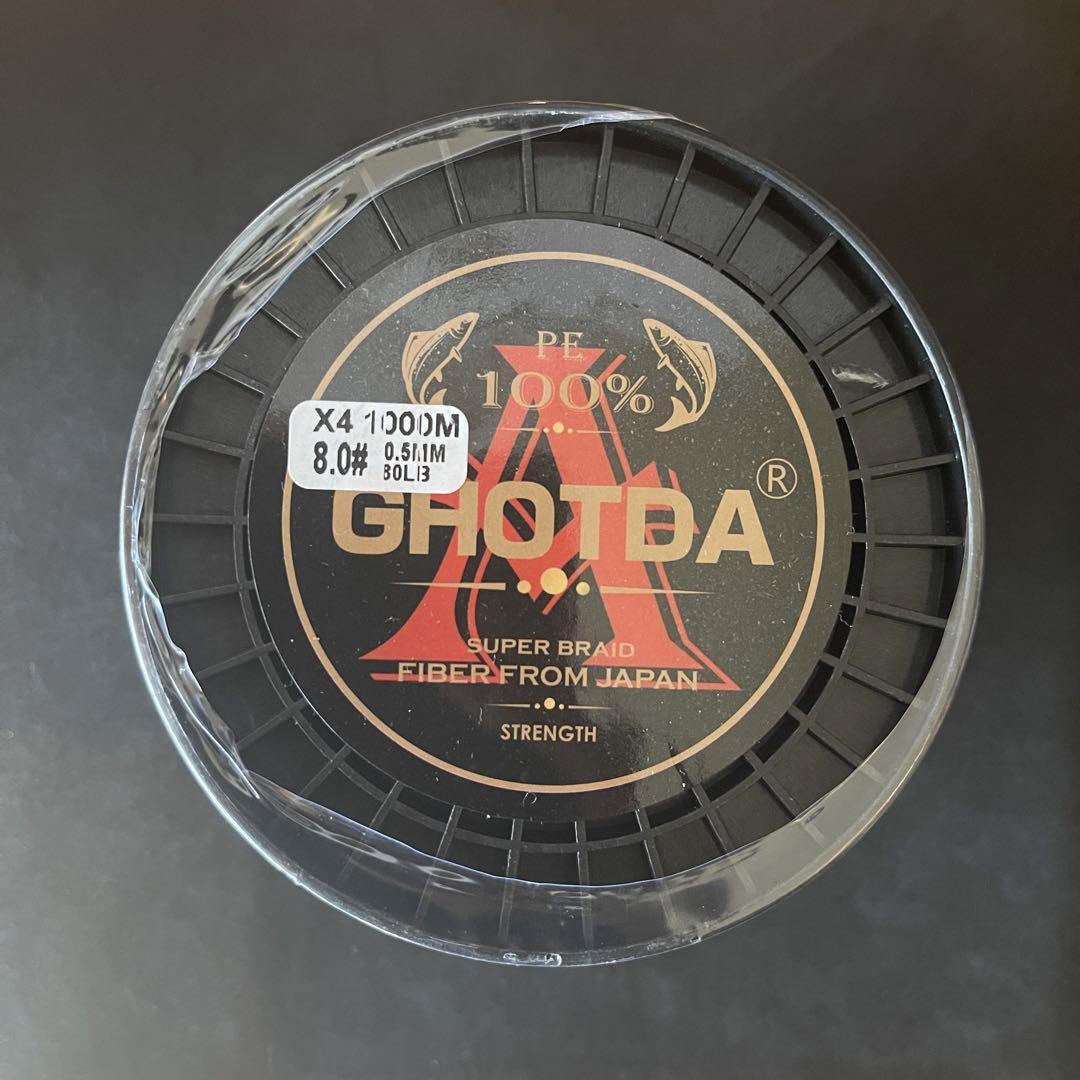 PE
100%
X4 1000M
8.0# 0.5MM
80LB
GHOTDA®
SUPER BRAID
FIBER FROM JAPAN
STRENGTH